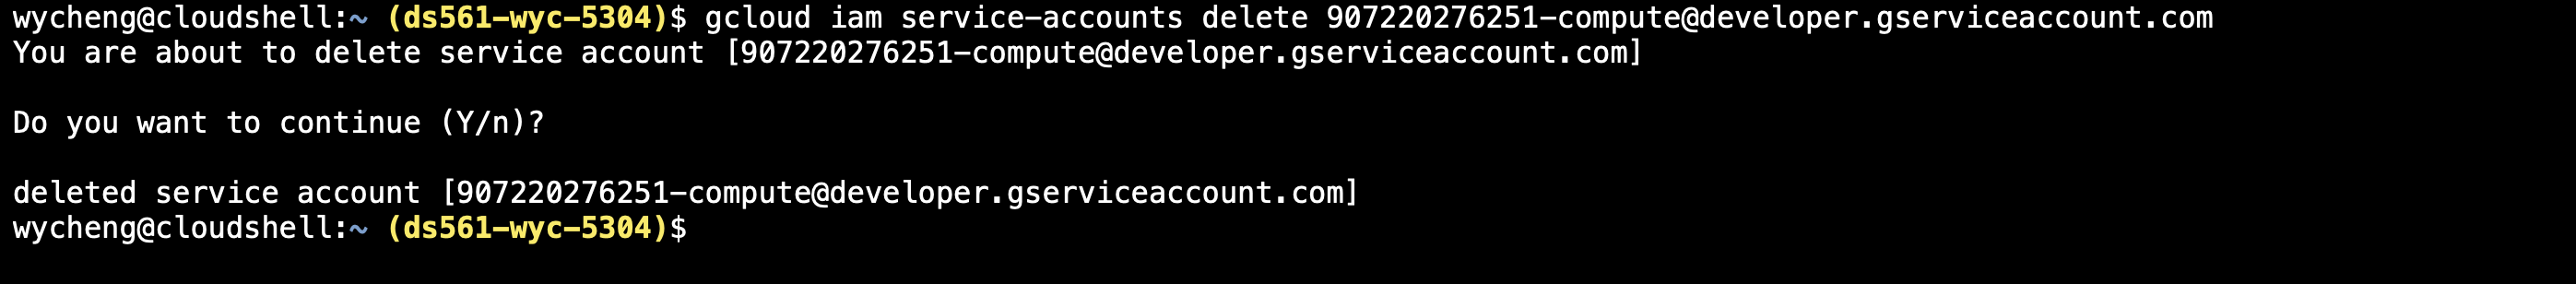 wycheng@cloudshell:~ (ds561-wyc-5304)$ gcloud iam service-accounts delete 907220276251-compute@developer.gserviceaccount.com
You are about to delete service account [907220276251-compute@developer.gserviceaccount.com]
Do you want to continue (Y/n)?
deleted service account [907220276251-compute@developer.gserviceaccount.com]
wycheng@cloudshell:~ (ds561-wyc-5304)$